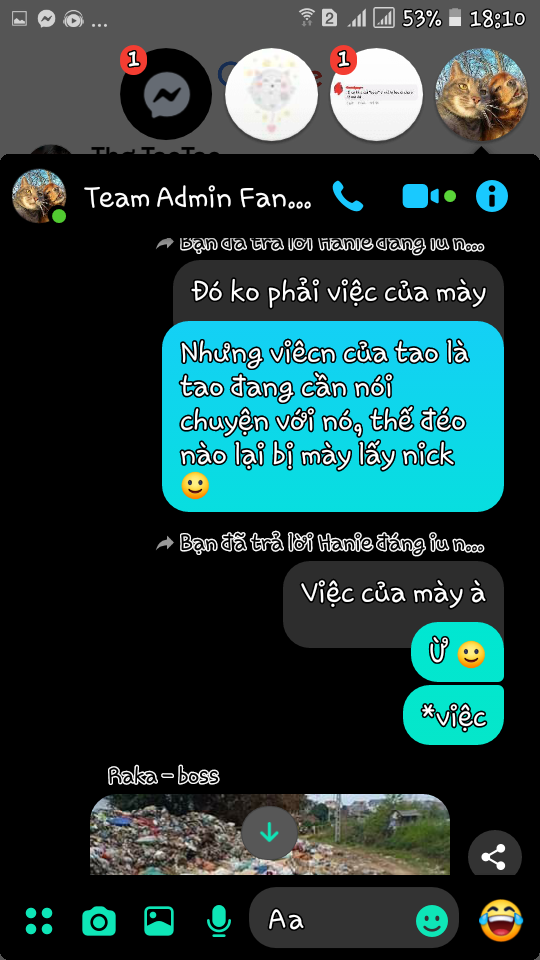 53% 18:10
1
1
Team Admin Fan...
Bạn đã trả lời Hanie đáng iu n...
Đó ko phải việc của mày
Nhưng viêcn của tao là
tao đang cần nói
chuyện với nó, thế đéo
nào lại bị mày lấy nick
Bạn đã trả lời Hanie đáng iu n...
Việc của mày à
Ừ
*việc
Raka - boss
Aa